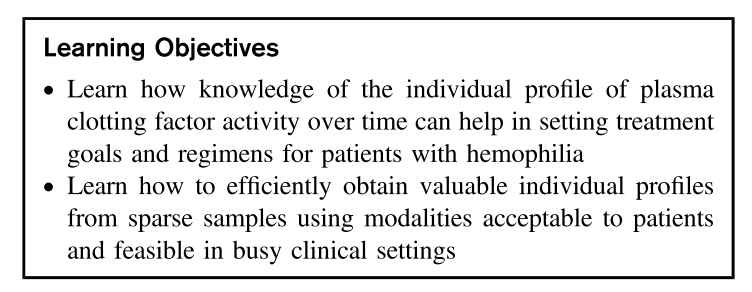 Learning Objectives
• Learn how knowledge of the individual profile of plasma
clotting factor activity over time can help in setting treatment
goals and regimens for patients with hemophilia
• Learn how to efficiently obtain valuable individual profiles
from sparse samples using modalities acceptable to patients
and feasible in busy clinical settings